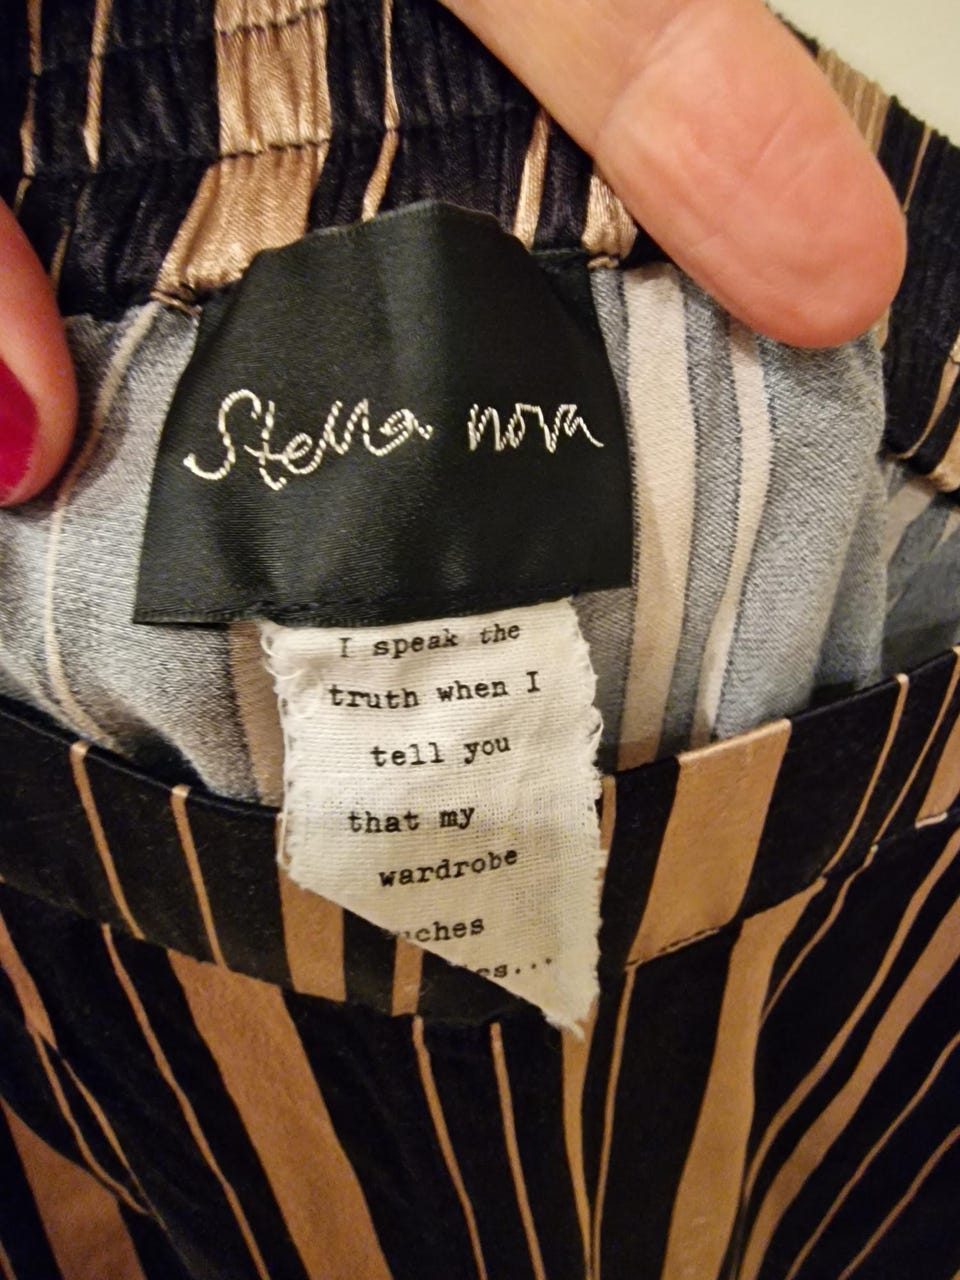 Stella nova
I speak the
truth when I
tell you
that my
wardrobe